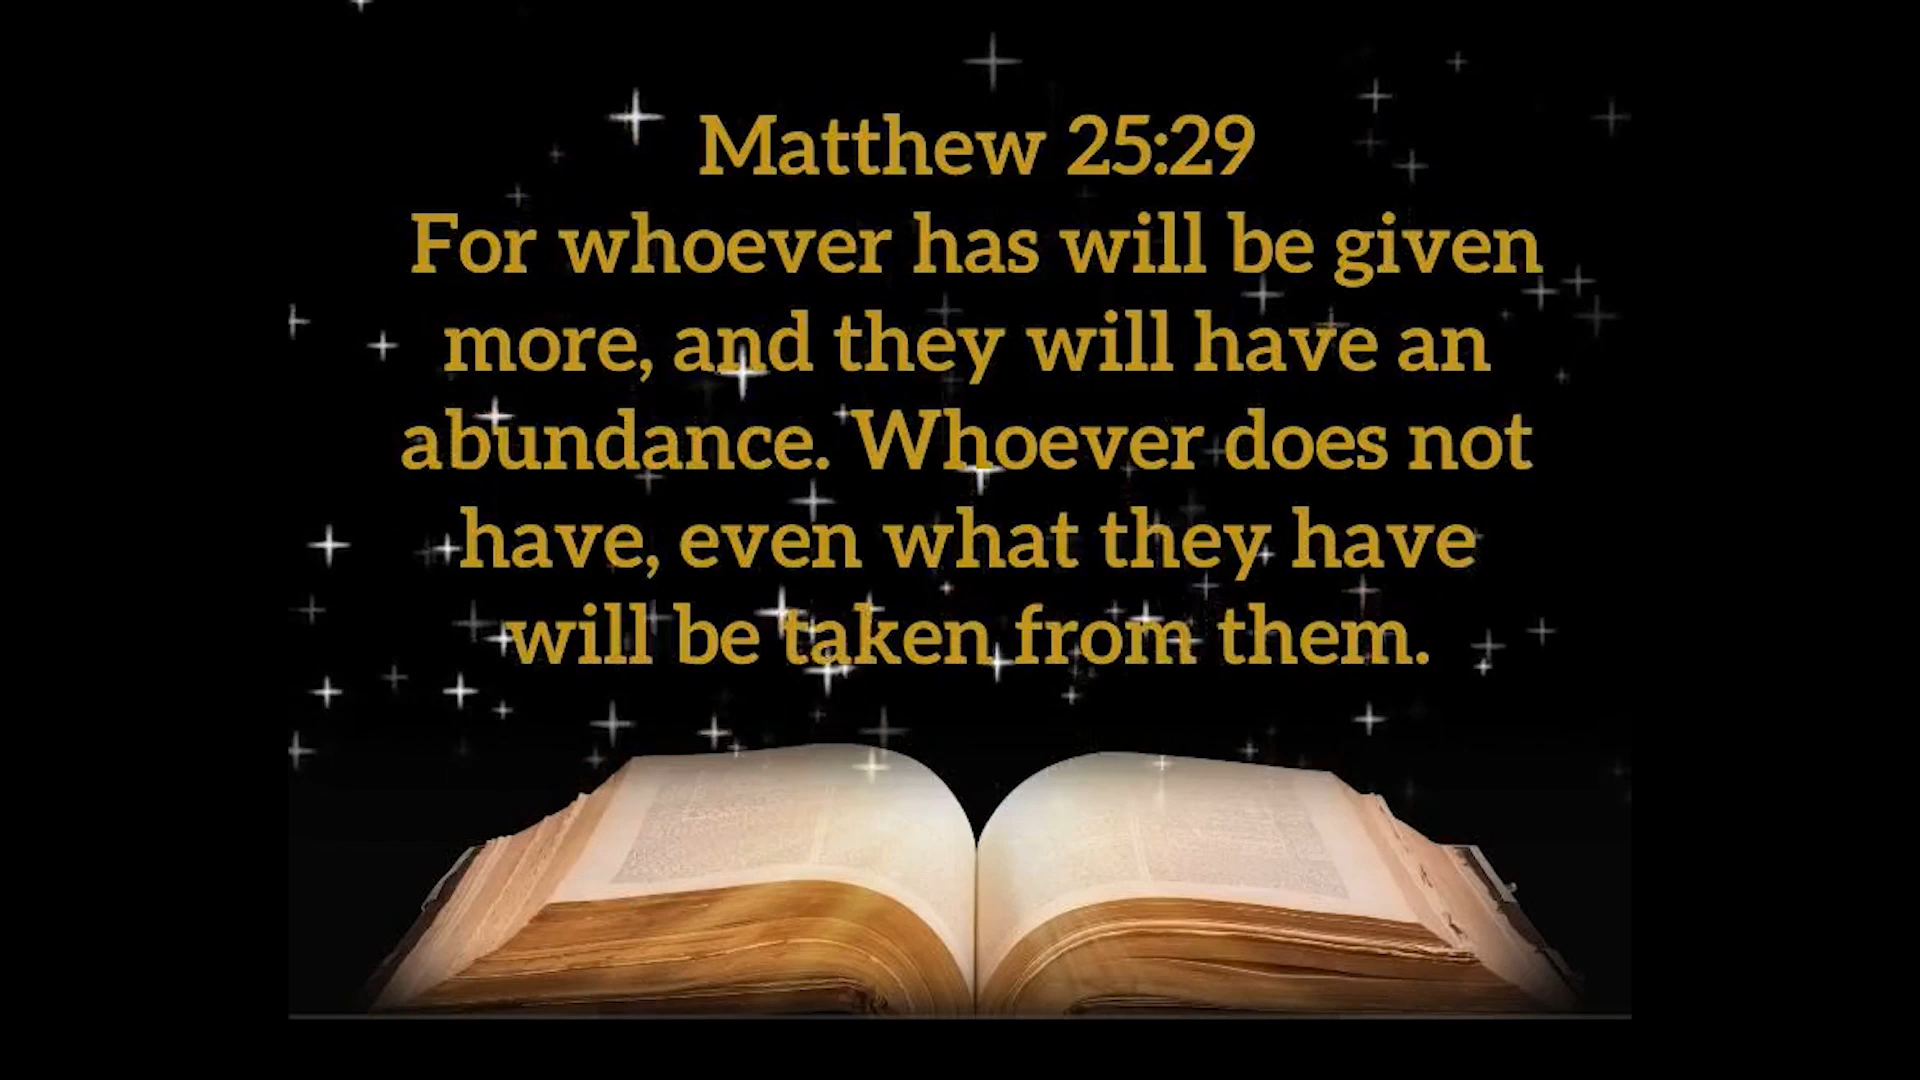 Matthew 25:29
For whoever has will be given
more, and they will have an
abundance. Whoever does not
have, even what they have
will be taken from them.